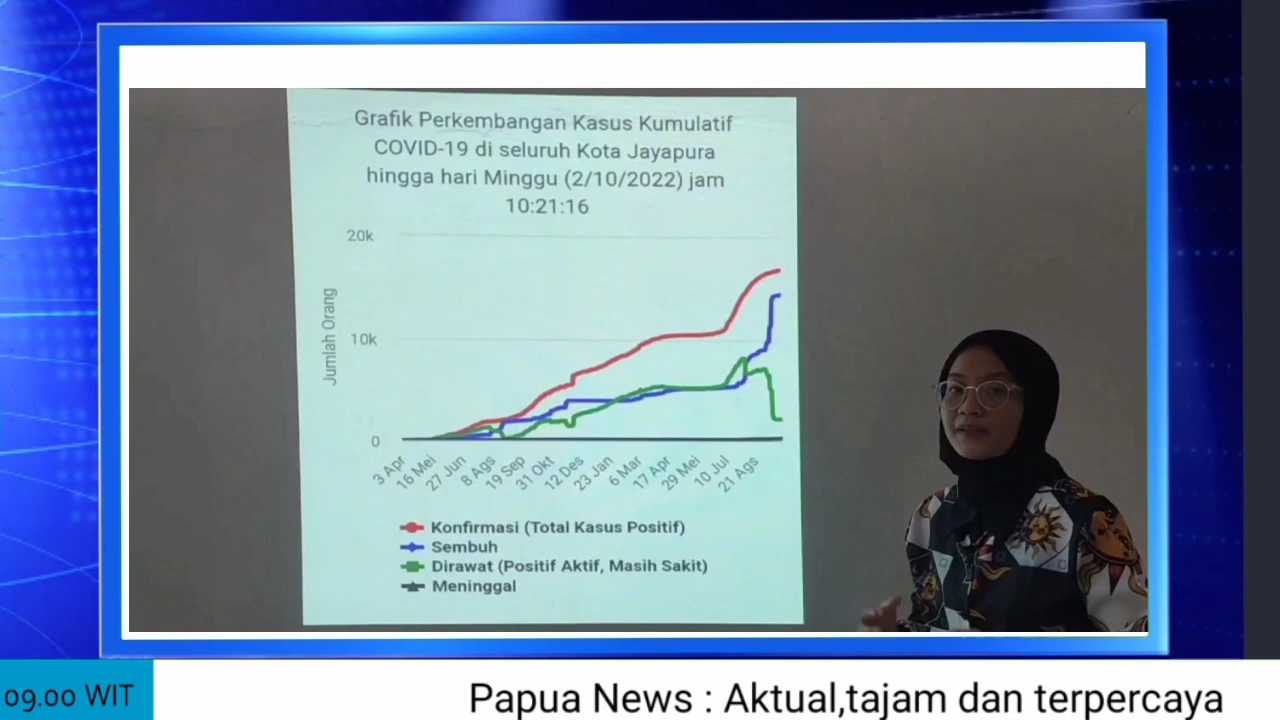 Grafik Perkembangan Kasus Kumulatif
COVID-19 di seluruh Kota Jayapura
hingga hari Minggu (2/10/2022) jam
10:21:16
20k
10k
0
Jumlah Orang
3 Apr
16 Mei
27 Jun
8 Ags
19 Sep
31 Okt
12 Des
23 Jan
6 Mar
17 Apr
29 Mei
10 Jul
21 Ags
Konfirmasi (Total Kasus Positif)
Sembuh
Dirawat (Positif Aktif, Masih Sakit)
Meninggal
09.00 WIT
Papua News : Aktual,tajam dan terpercaya